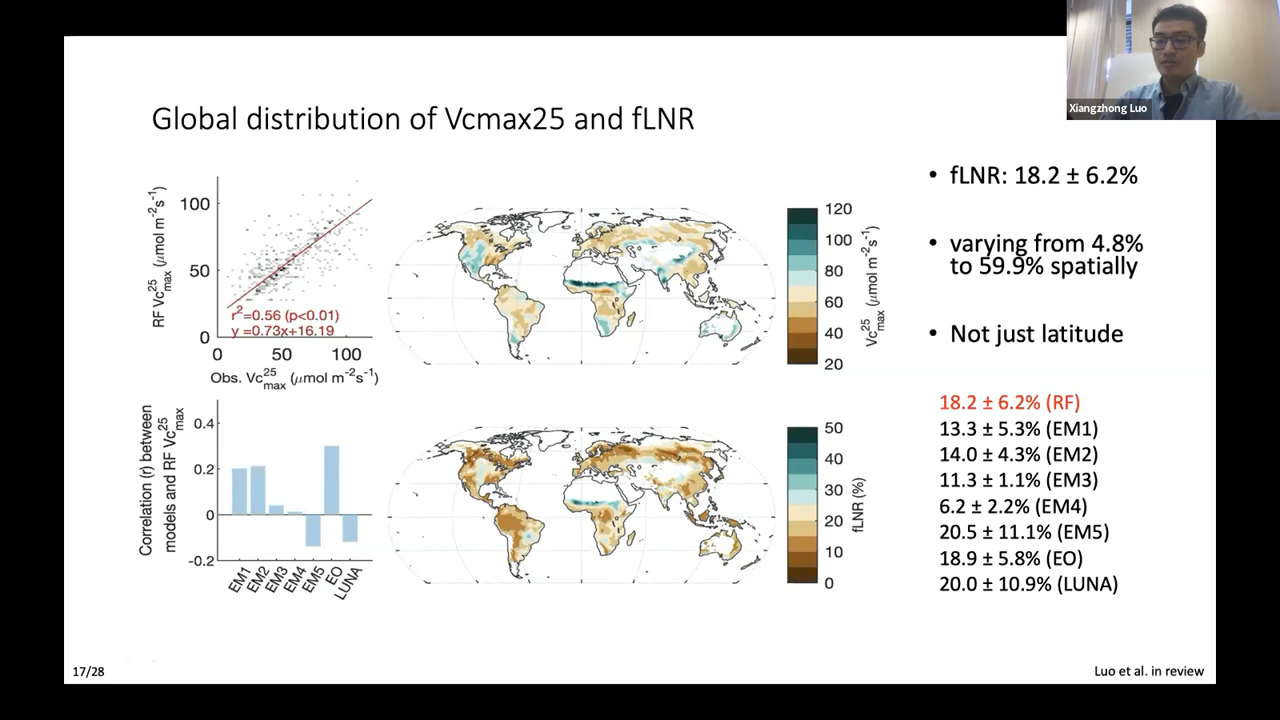 Xiangzhong Luo
Global distribution of Vcmax25 and fLNR
RF Vc25max (μmol m-2s-1)
100
50
0
r2=0.56 (p<0.01)
y =0.73x+16.19
0 50 100
Obs. Vc25max (μmol m-2s-1)
120
100
80
60
40
20
Vc25max (μmol m-2s-1)
• fLNR: 18.2 ± 6.2%
• varying from 4.8%
to 59.9% spatially
• Not just latitude
Correlation (r) between
models and RF Vc25max
0.4
0.2
0
-0.2
EM1 EM2 EM3 EM4 EM5 EO LUNA
50
40
30
20
10
0
fLNR (%)
18.2 ± 6.2% (RF)
13.3 ± 5.3% (EM1)
14.0 ± 4.3% (EM2)
11.3 ± 1.1% (EM3)
6.2 ± 2.2% (EM4)
20.5 ± 11.1% (EM5)
18.9 ± 5.8% (EO)
20.0 ± 10.9% (LUNA)
17/28
Luo et al. in review